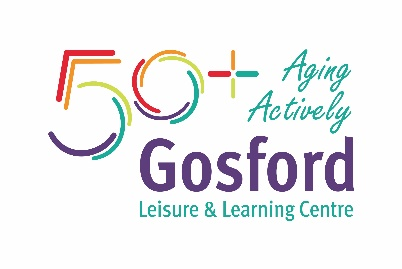 50+ Aging
Actively
Gosford
Leisure & Learning Centre